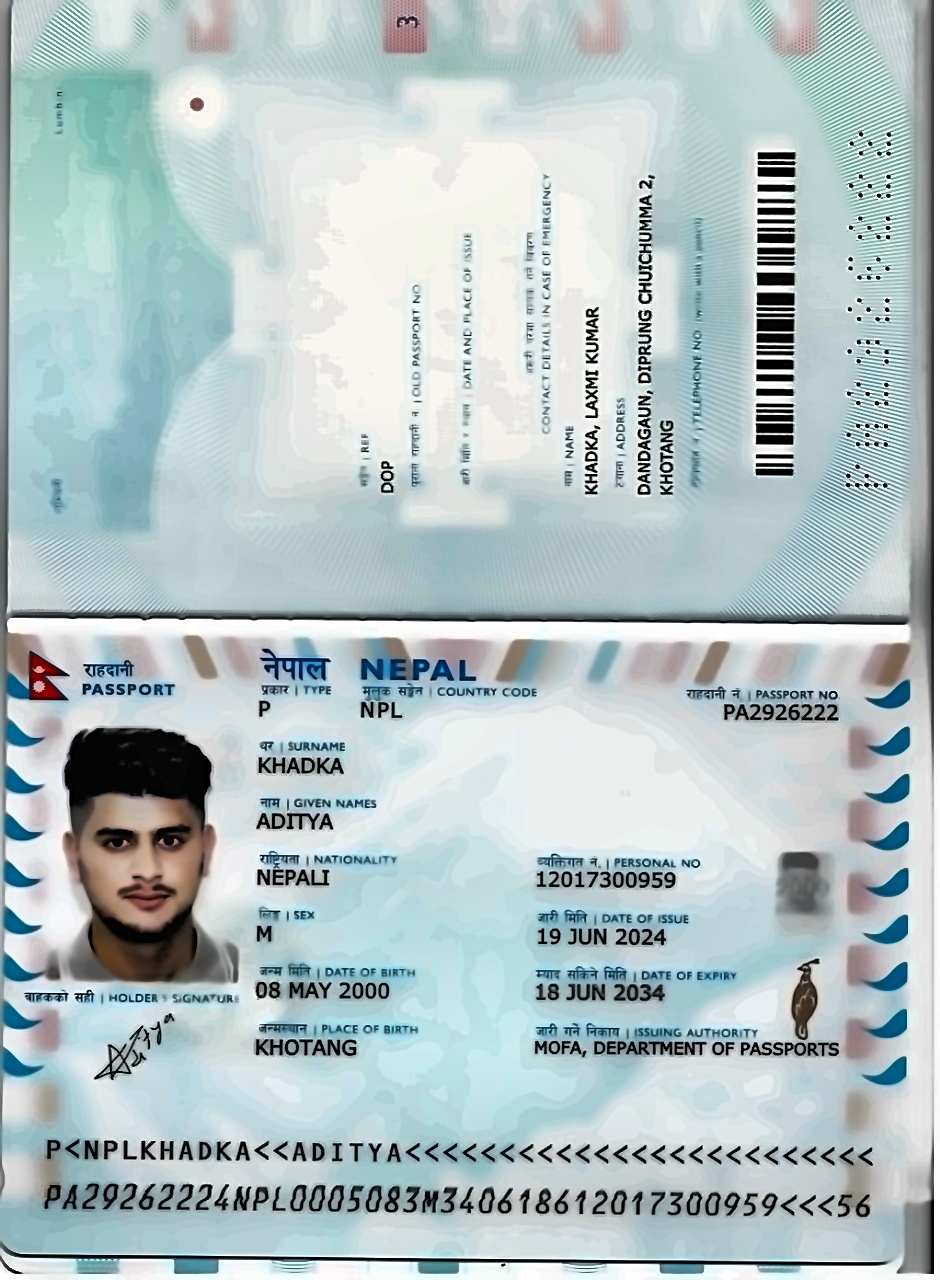 3
Lumbini
लुम्बिनी
सङ्केत | REF
DOP
पुरानो राहदानी नं | OLD PASSPORT NO
जारी मिति र स्थान | DATE AND PLACE OF ISSUE
CONTACT DETAILS IN CASE OF EMERGENCY
नाम | NAME
KHADKA, LAXMI KUMAR
ठेगाना | ADDRESS
DANDAGAUN, DIPRUNG CHUICHUMMA 2,
KHOTANG
TELEPHONE NO. (write with a pencil)
राहदानी
PASSPORT
नेपाल NEPAL
प्रकार | TYPE मुलुक सङ्केत | COUNTRY CODE राहदानी नं. | PASSPORT NO
P NPL PA2926222
थर | SURNAME
KHADKA
नाम | GIVEN NAMES
ADITYA
राष्ट्रियता | NATIONALITY व्यक्तिगत नं. | PERSONAL NO
NEPALI 12017300959
लिङ्ग | SEX जारी मिति | DATE OF ISSUE
M 19 JUN 2024
जन्म मिति | DATE OF BIRTH म्याद सकिने मिति | DATE OF EXPIRY
08 MAY 2000 18 JUN 2034
वाहकको सही | HOLDER'S SIGNATURE
जन्मस्थान | PLACE OF BIRTH जारी गर्ने निकाय | ISSUING AUTHORITY
KHOTANG MOFA, DEPARTMENT OF PASSPORTS
Aditya
P<NPLKHADKA<<ADITYA<<<<<<<<<<<<<<<<<<<<<<<<<
PA29262224NPL0005083M340618612017300959<<<56